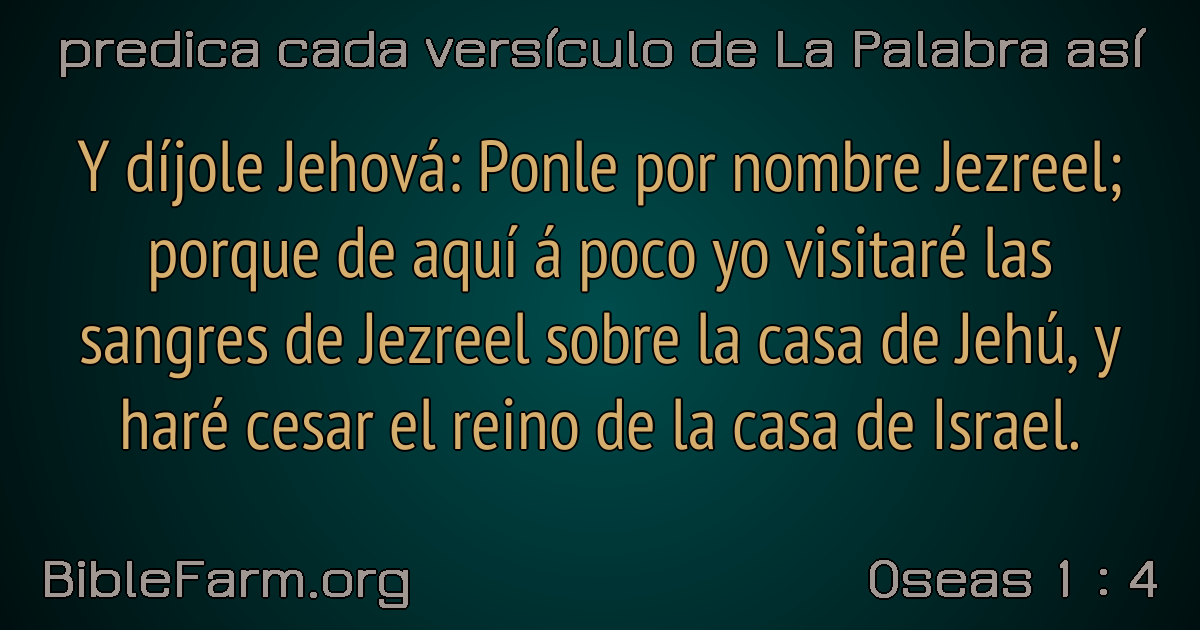 predica cada versículo de La Palabra así
Y díjole Jehová: Ponle por nombre Jezreel;
porque de aquí á poco yo visitaré las
sangres de Jezreel sobre la casa de Jehú, y
haré cesar el reino de la casa de Israel.
BibleFarm.org
Oseas 1 : 4